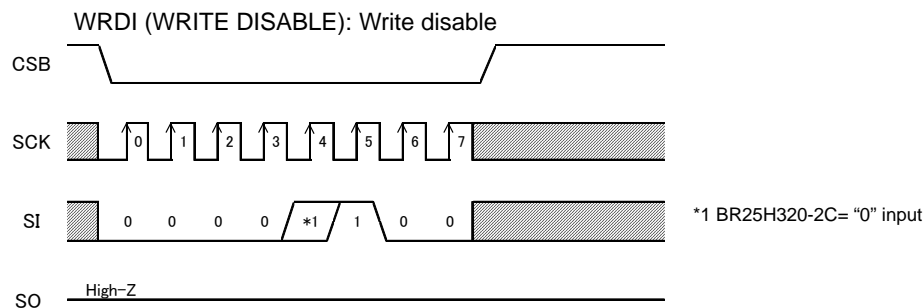 WRDI (WRITE DISABLE): Write disable
CSB
SCK 0 1 2 3 4 5 6 7
SI 0 0 0 0 *1 1 0 0
*1 BR25H320-2C= “0” input
High-Z
SO